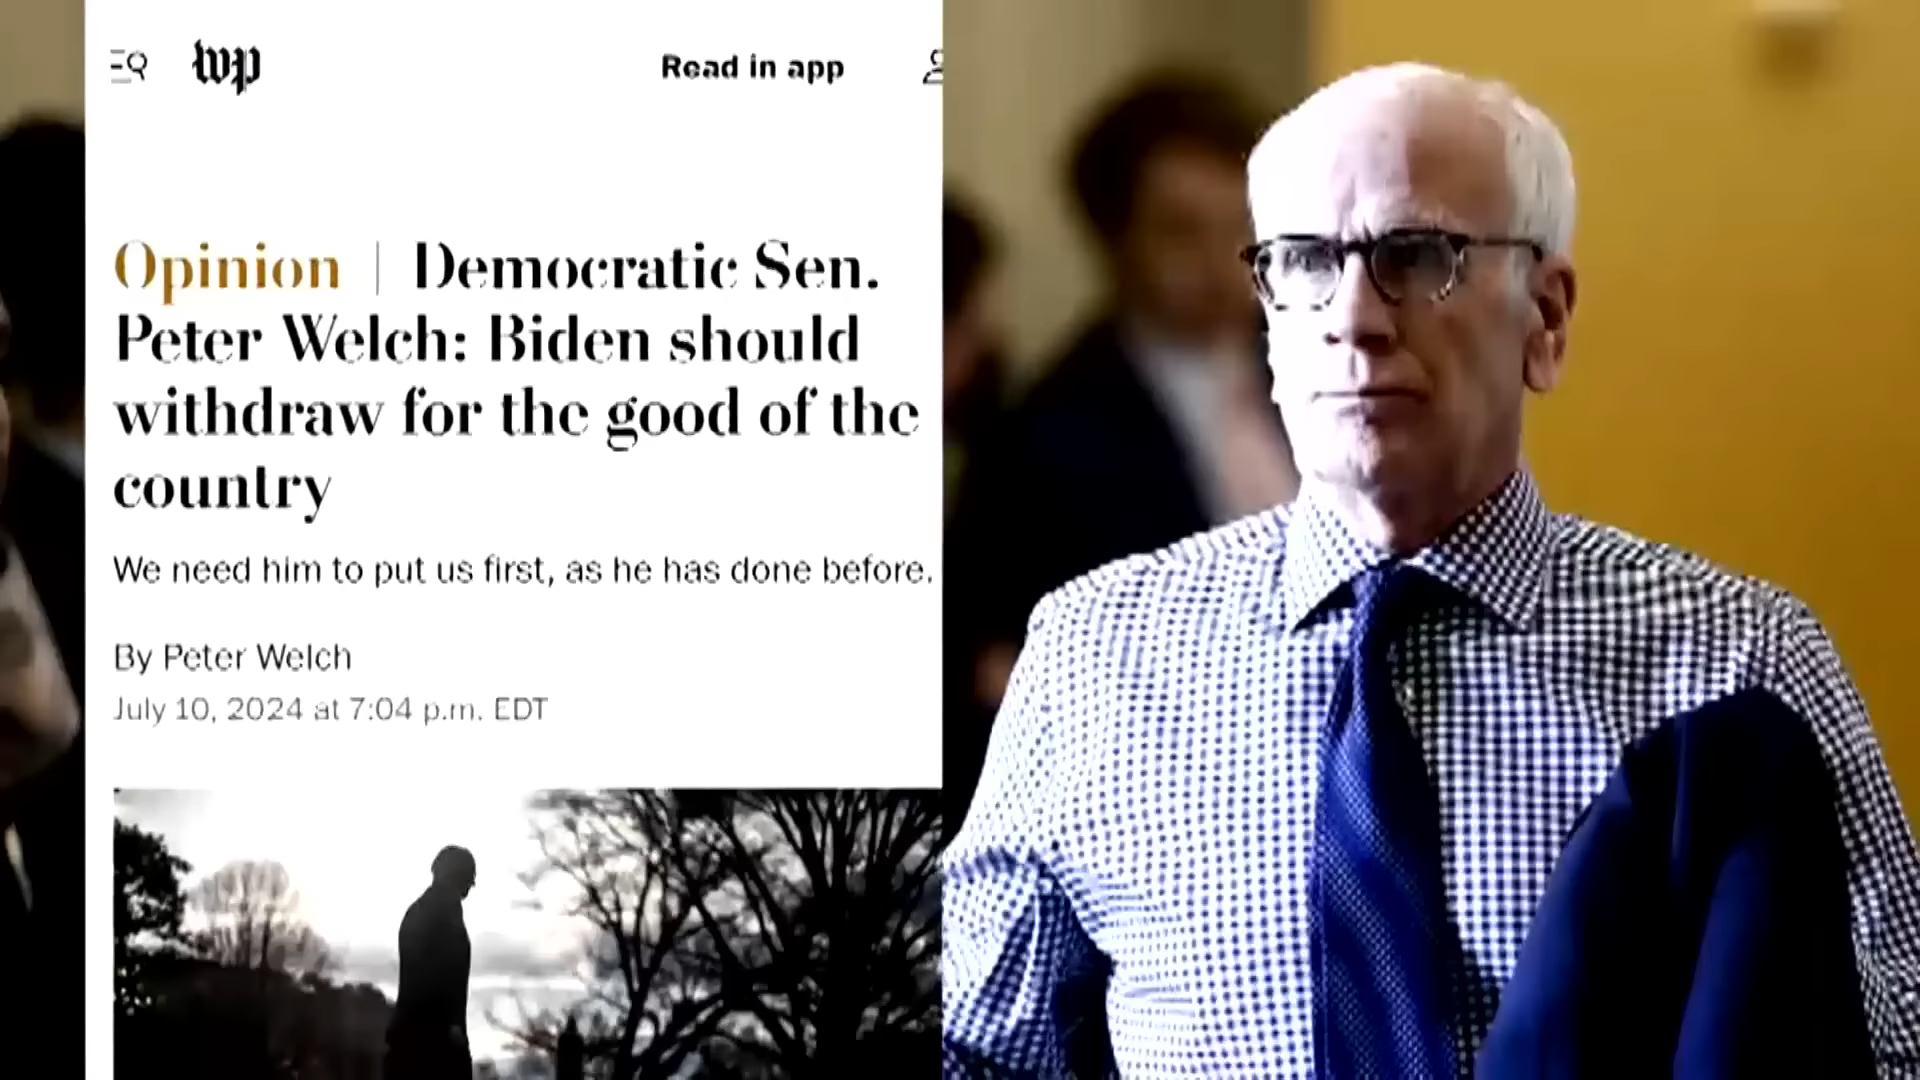 wp
Read in app
Opinion | Democratic Sen.
Peter Welch: Biden should
withdraw for the good of the
country
We need him to put us first, as he has done before.
By Peter Welch
July 10, 2024 at 7:04 p.m. EDT